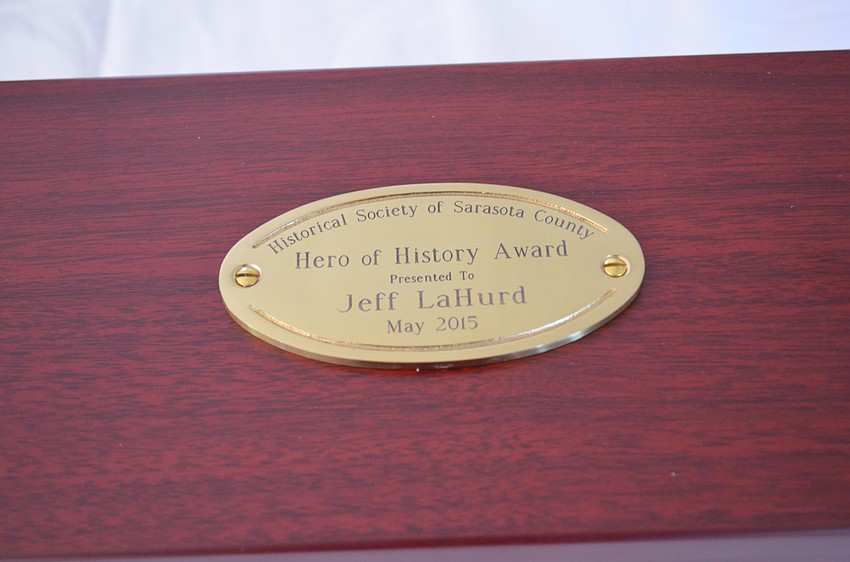 Historical Society of Sarasota County
Hero of History Award
Presented To
Jeff LaHurd
May 2015